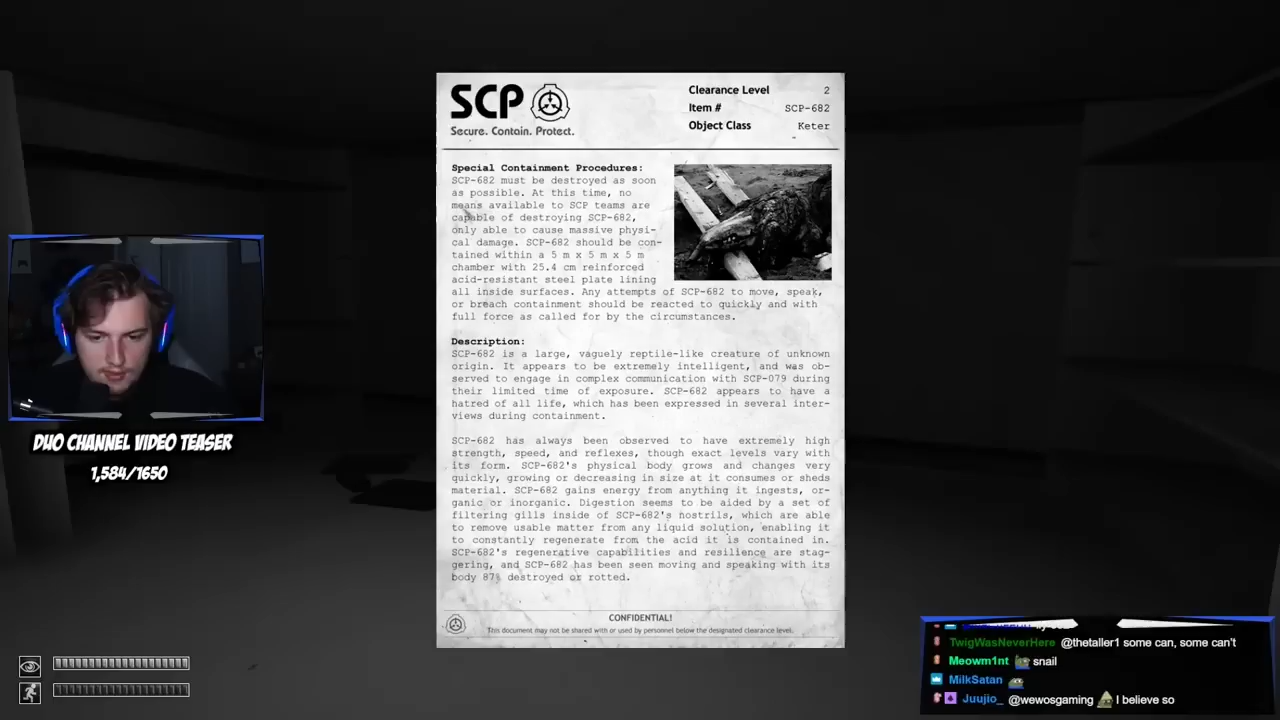 SCP
Secure. Contain. Protect.
Clearance Level 2
Item # SCP-682
Object Class Keter
Special Containment Procedures:
SCP-682 must be destroyed as soon
as possible. At this time, no
means available to SCP teams are
capable of destroying SCP-682,
only able to cause massive physi-
cal damage. SCP-682 should be con-
tained within a 5 m x 5 m x 5 m
chamber with 25.4 cm reinforced
acid-resistant steel plate lining
all inside surfaces. Any attempts of SCP-682 to move, speak,
or breach containment should be reacted to quickly and with
full force as called for by the circumstances.
Description:
SCP-682 is a large, vaguely reptile-like creature of unknown
origin. It appears to be extremely intelligent, and was ob-
served to engage in complex communication with SCP-079 during
their limited time of exposure. SCP-682 appears to have a
hatred of all life, which has been expressed in several inter-
views during containment.
SCP-682 has always been observed to have extremely high
strength, speed, and reflexes, though exact levels vary with
its form. SCP-682's physical body grows and changes very
quickly, growing or decreasing in size at it consumes or sheds
material. SCP-682 gains energy from anything it ingests, or-
ganic or inorganic. Digestion seems to be aided by a set of
filtering gills inside of SCP-682's nostrils, which are able
to remove usable matter from any liquid solution, enabling it
to constantly regenerate from the acid it is contained in.
SCP-682's regenerative capabilities and resilience are stag-
gering, and SCP-682 has been seen moving and speaking with its
body 87% destroyed or rotted.
CONFIDENTIAL!
This document may not be shared with or used by personnel below the designated clearance level.
DUO CHANNEL VIDEO TEASER
1,584/1650
TwigWasNeverHere @thetaller1 some can, some can't
Meowm1nt snail
MilkSatan
Juujio_ @wewosgaming I believe so